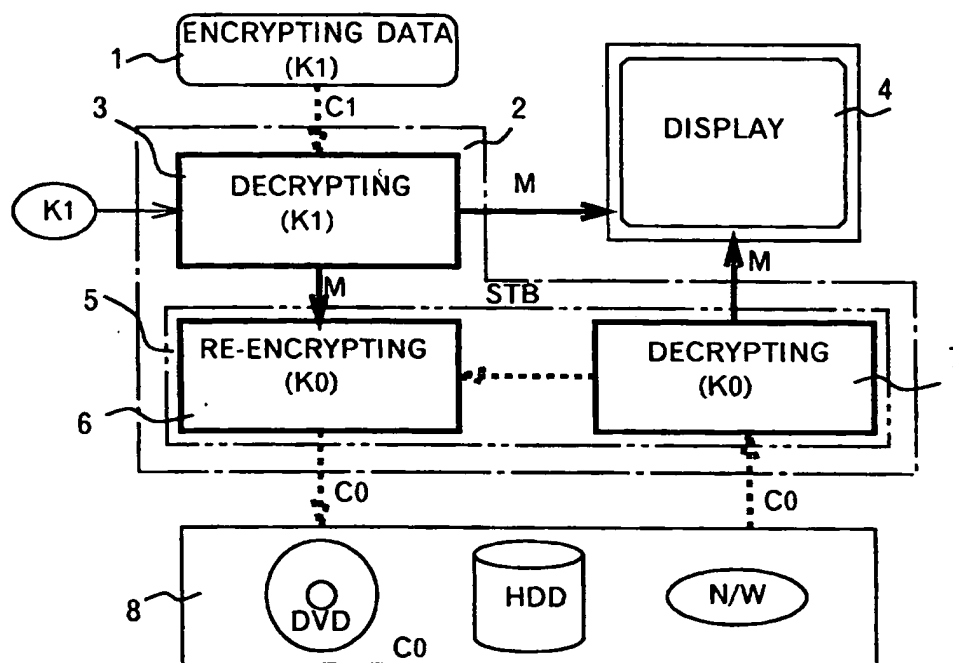 ENCRYPTING DATA
(K1)
1
C1
3
2
4
DISPLAY
DECRYPTING
(K1)
K1
M
M
M
STB
5
RE-ENCRYPTING
(K0)
DECRYPTING
(K0)
6
C0
C0
8
DVD
HDD
N/W
C0